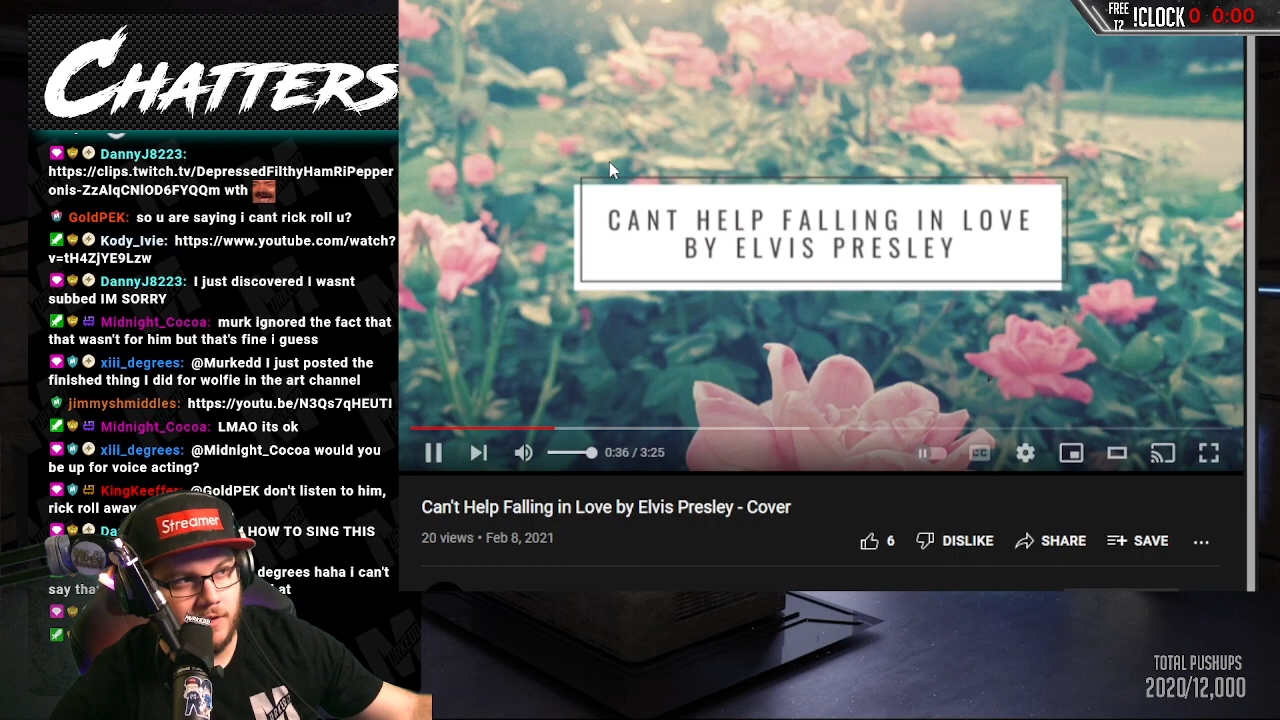 CHATTERS
DannyJ8223:
https://clips.twitch.tv/DepressedFilthyHamRiPepper
onis-ZzAlqCNlOD6FYQQm wth
GoldPEK: so u are saying i cant rick roll u?
Kody_Ivie: https://www.youtube.com/watch?
v=tH4ZjYE9Lzw
DannyJ8223: I just discovered I wasnt
subbed IM SORRY
Midnight_Cocoa: murk ignored the fact that
that wasn't for him but that's fine i guess
xiii_degrees: @Murkedd I just posted the
finished thing I did for wolfie in the art channel
jimmyshmiddles: https://youtu.be/N3Qs7qHEUTI
Midnight_Cocoa: LMAO its ok
xiii_degrees: @Midnight_Cocoa would you
be up for voice acting?
KingKeeffer: @GoldPEK don't listen to him,
rick roll away
HOW TO SING THIS
degrees haha i can't
say
at
Streamer
MURKEDD
FREE
12
!CLOCK 0 0:00
CANT HELP FALLING IN LOVE
BY ELVIS PRESLEY
0:36 / 3:25
CC
Can't Help Falling in Love by Elvis Presley - Cover
20 views • Feb 8, 2021
6
DISLIKE
SHARE
SAVE
TOTAL PUSHUPS
2020/12,000